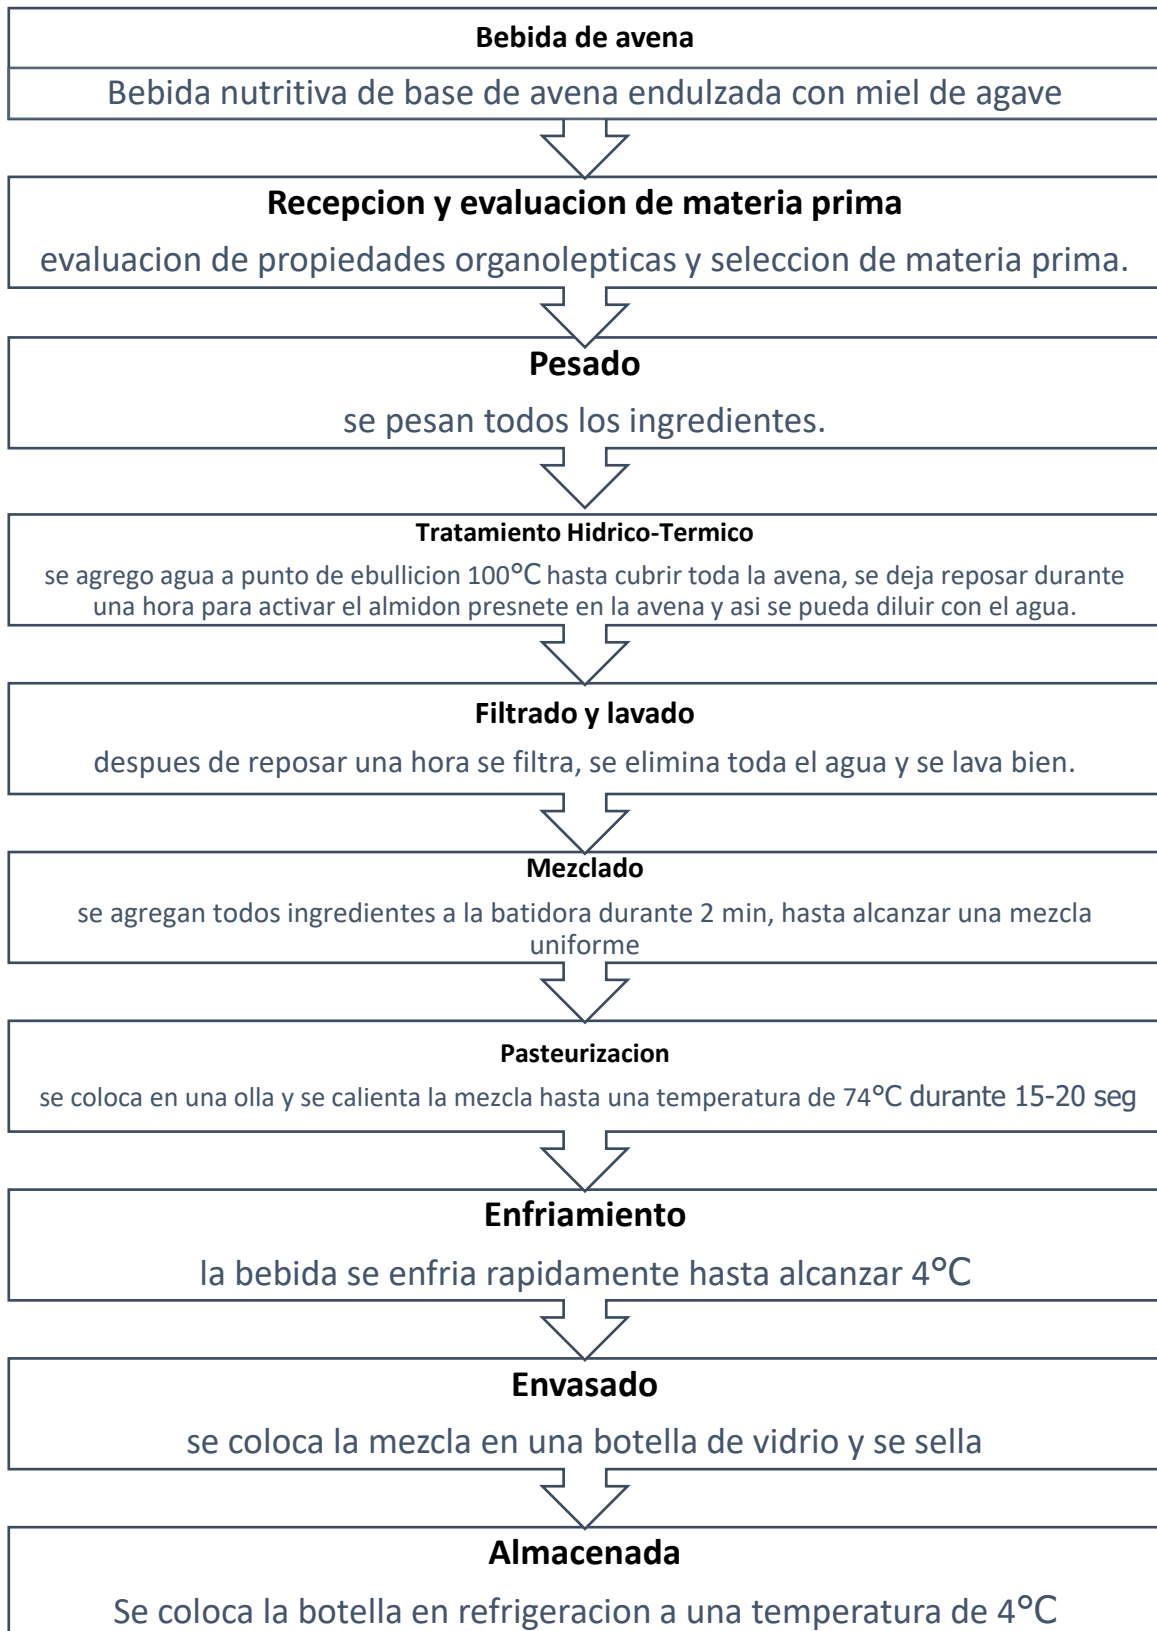 Bebida de avena
Bebida nutritiva de base de avena endulzada con miel de agave
Recepcion y evaluacion de materia prima
evaluacion de propiedades organolepticas y seleccion de materia prima.
Pesado
se pesan todos los ingredientes.
Tratamiento Hidrico-Termico
se agrego agua a punto de ebullicion 100°C hasta cubrir toda la avena, se deja reposar durante
una hora para activar el almidon presnete en la avena y asi se pueda diluir con el agua.
Filtrado y lavado
despues de reposar una hora se filtra, se elimina toda el agua y se lava bien.
Mezclado
se agregan todos ingredientes a la batidora durante 2 min, hasta alcanzar una mezcla
uniforme
Pasteurizacion
se coloca en una olla y se calienta la mezcla hasta una temperatura de 74°C durante 15-20 seg
Enfriamiento
la bebida se enfria rapidamente hasta alcanzar 4°C
Envasado
se coloca la mezcla en una botella de vidrio y se sella
Almacenada
Se coloca la botella en refrigeracion a una temperatura de 4°C